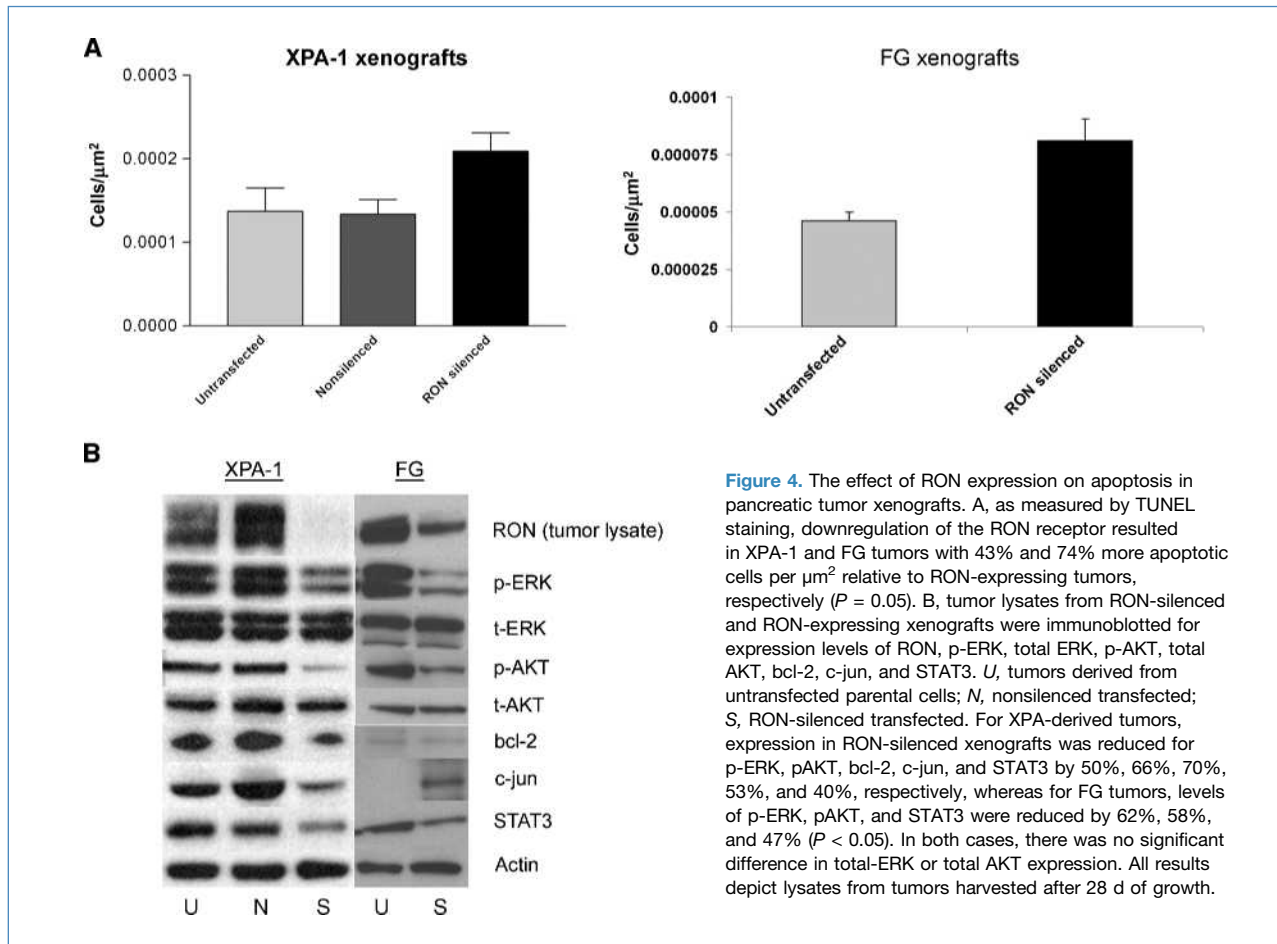 A
XPA-1 xenografts
Cells/µm²
0.0003
0.0002
0.0001
0.0000
Untransfected
Nonsilenced
RON silenced
FG xenografts
Cells/µm²
0.0001
0.000075
0.00005
0.000025
0
Untransfected
RON silenced
B
XPA-1
FG
RON (tumor lysate)
p-ERK
t-ERK
p-AKT
t-AKT
bcl-2
c-jun
STAT3
Actin
U N S U S
Figure 4. The effect of RON expression on apoptosis in
pancreatic tumor xenografts. A, as measured by TUNEL
staining, downregulation of the RON receptor resulted
in XPA-1 and FG tumors with 43% and 74% more apoptotic
cells per µm² relative to RON-expressing tumors,
respectively (P = 0.05). B, tumor lysates from RON-silenced
and RON-expressing xenografts were immunoblotted for
expression levels of RON, p-ERK, total ERK, p-AKT, total
AKT, bcl-2, c-jun, and STAT3. U, tumors derived from
untransfected parental cells; N, nonsilenced transfected;
S, RON-silenced transfected. For XPA-derived tumors,
expression in RON-silenced xenografts was reduced for
p-ERK, pAKT, bcl-2, c-jun, and STAT3 by 50%, 66%, 70%,
53%, and 40%, respectively, whereas for FG tumors, levels
of p-ERK, pAKT, and STAT3 were reduced by 62%, 58%,
and 47% (P < 0.05). In both cases, there was no significant
difference in total-ERK or total AKT expression. All results
depict lysates from tumors harvested after 28 d of growth.